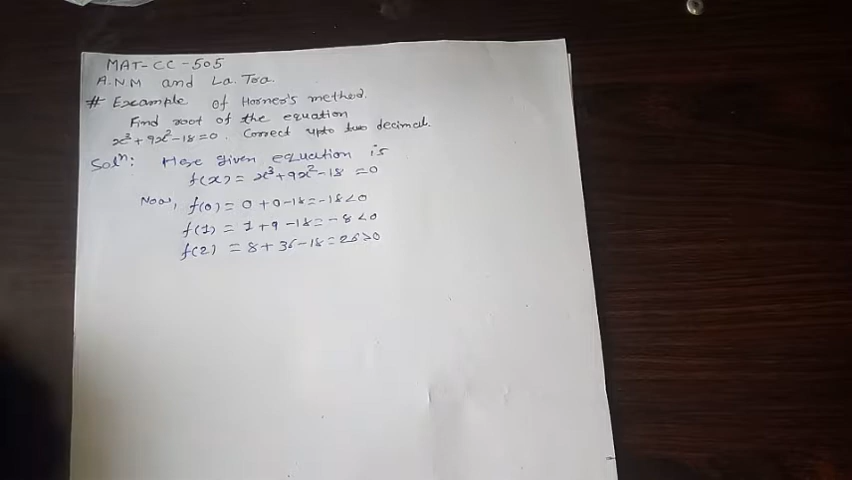 MAT-CC-505
A.N.M and La. Tra.
# Example of Horner's method.
Find root of the equation
x³ + 9x² - 18 = 0. Correct upto two decimal.
Solⁿ: Here given equation is
f(x) = x³ + 9x² - 18 = 0
Now, f(0) = 0 + 0 - 18 = -18 < 0
f(1) = 1 + 9 - 18 = -8 < 0
f(2) = 8 + 36 - 18 = 26 > 0